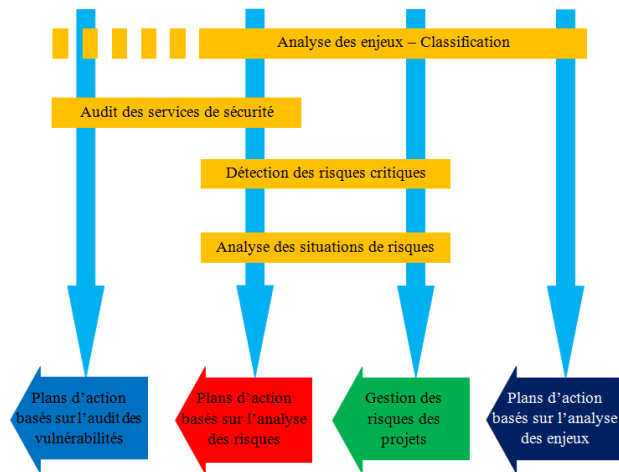 Analyse des enjeux – Classification
Audit des services de sécurité
Détection des risques critiques
Analyse des situations de risques
Plans d’action
basés sur l’audit des
vulnérabilités
Plans d’action
basés sur l’analyse
des risques
Gestion des
risques des
projets
Plans d’action
basés sur l’analyse
des enjeux